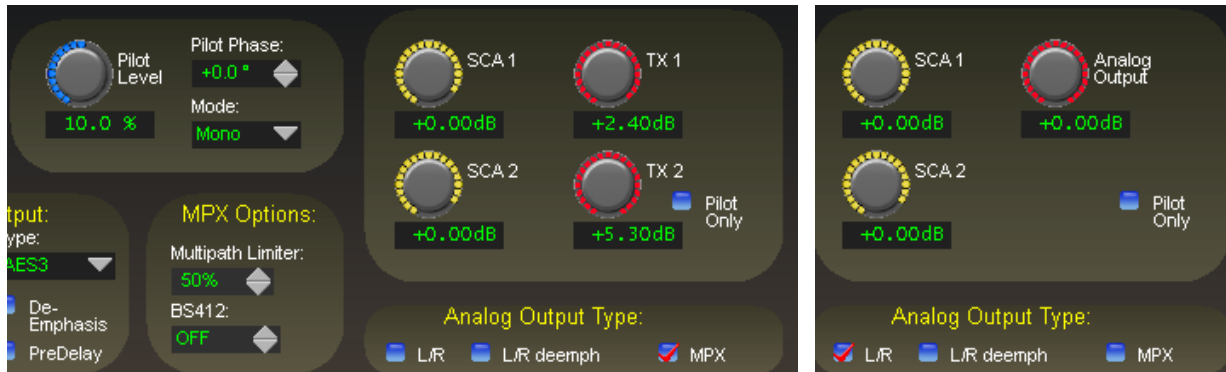 Pilot
Level
10.0 %
Pilot Phase:
+0.0 °
Mode:
Mono
SCA 1
+0.00dB
TX 1
+2.40dB
SCA 2
+0.00dB
TX 2
Pilot
Only
+5.30dB
tput:
ype:
AES3
De-
Emphasis
PreDelay
MPX Options:
Multipath Limiter:
50%
BS412:
OFF
Analog Output Type:
L/R
L/R deemph
MPX
SCA 1
+0.00dB
Analog
Output
+0.00dB
SCA 2
+0.00dB
Pilot
Only
Analog Output Type:
L/R
L/R deemph
MPX